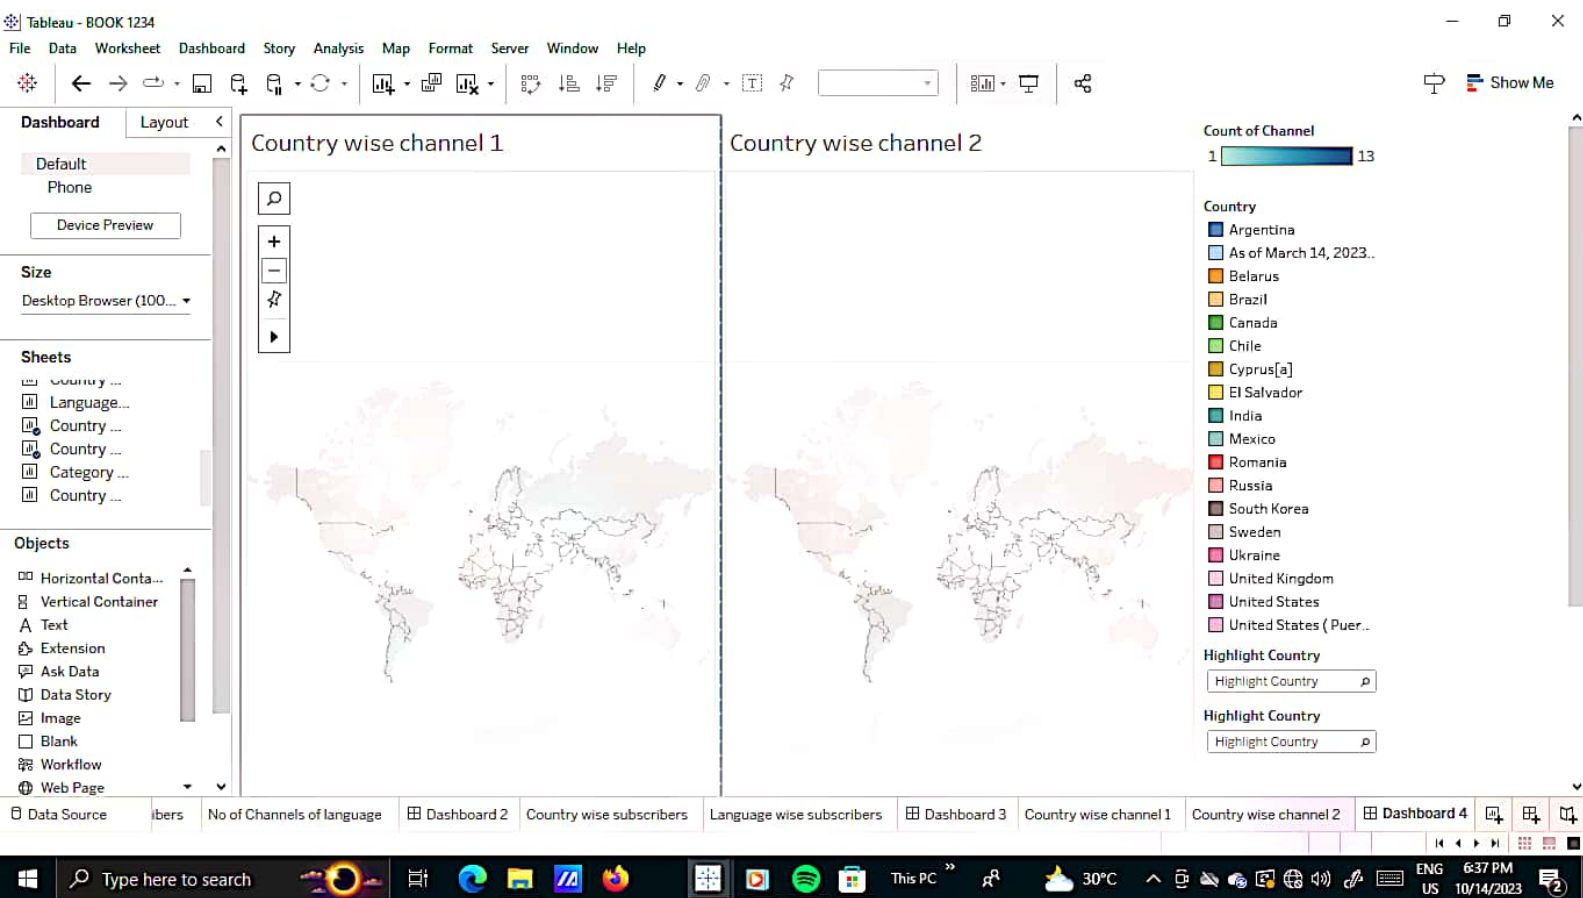 Tableau - BOOK 1234
File Data Worksheet Dashboard Story Analysis Map Format Server Window Help
Show Me
Dashboard Layout
Default
Phone
Device Preview
Size
Desktop Browser (100...
Sheets
Country ...
Language...
Country ...
Country ...
Category ...
Country ...
Objects
Horizontal Conta...
Vertical Container
Text
Extension
Ask Data
Data Story
Image
Blank
Workflow
Web Page
Country wise channel 1
Country wise channel 2
Count of Channel
1 13
Country
Argentina
As of March 14, 2023..
Belarus
Brazil
Canada
Chile
Cyprus[a]
El Salvador
India
Mexico
Romania
Russia
South Korea
Sweden
Ukraine
United Kingdom
United States
United States ( Puer..
Highlight Country
Highlight Country
Highlight Country
Highlight Country
Data Source ibers No of Channels of language Dashboard 2 Country wise subscribers Language wise subscribers Dashboard 3 Country wise channel 1 Country wise channel 2 Dashboard 4
Type here to search This PC 30°C ENG US 6:37 PM 10/14/2023 2